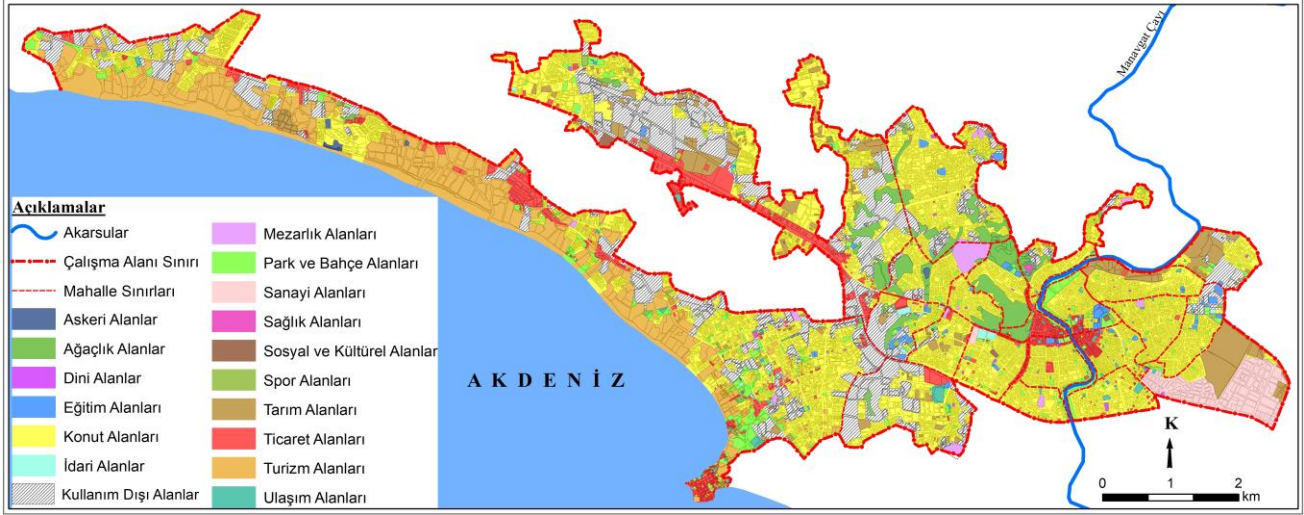 Manavgat Çayı
Açıklamalar
Akarsular
Çalışma Alanı Sınırı
Mahalle Sınırları
Askeri Alanlar
Ağaçlık Alanlar
Dini Alanlar
Eğitim Alanları
Konut Alanları
İdari Alanlar
Kullanım Dışı Alanlar
Mezarlık Alanları
Park ve Bahçe Alanları
Sanayi Alanları
Sağlık Alanları
Sosyal ve Kültürel Alanlar
Spor Alanları
Tarım Alanları
Ticaret Alanları
Turizm Alanları
Ulaşım Alanları
AKDENİZ
K
0 1 2
km